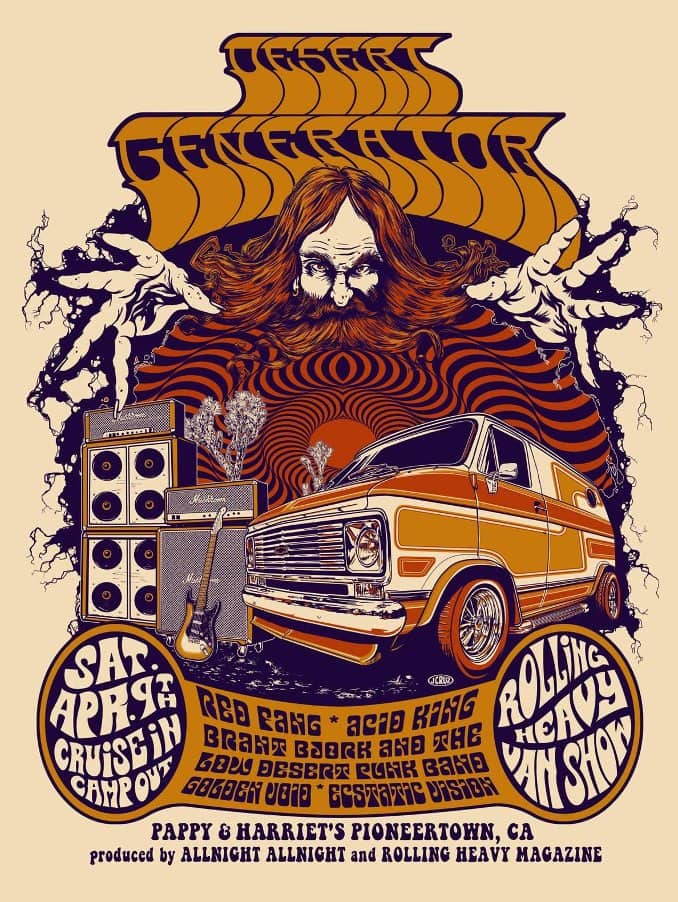 DESERT
GENERATOR
SAT.
APR. 9TH
CRUISE IN
CAMP OUT
RED FANG * ACID KING
BRANT BJORK AND THE
LOW DESERT PUNK BAND
GOLDEN VOID * ECSTATIC VISION
ROLLING
HEAVY
VAN SHOW
JCRUZ
PAPPY & HARRIET'S PIONEERTOWN, CA
produced by ALLNIGHT ALLNIGHT and ROLLING HEAVY MAGAZINE